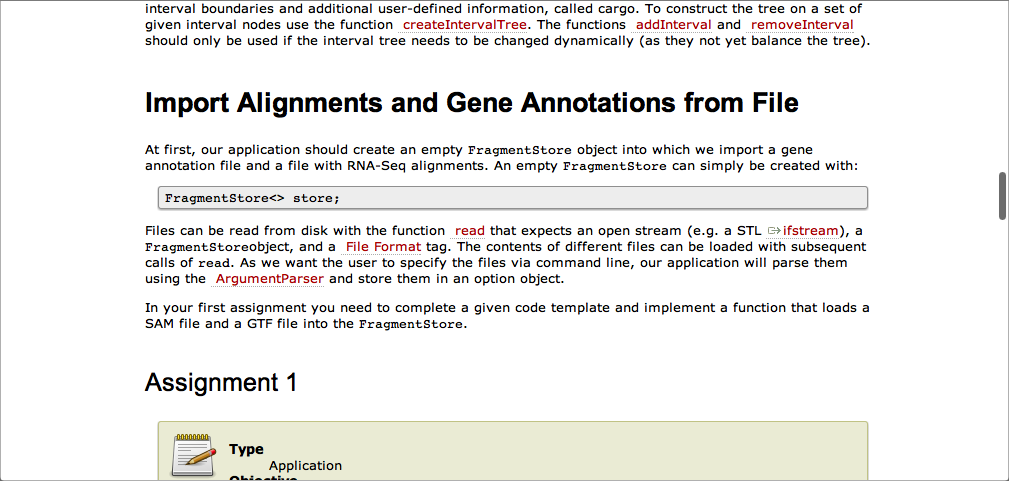 interval boundaries and additional user-defined information, called cargo. To construct the tree on a set of
given interval nodes use the function createIntervalTree. The functions addInterval and removeInterval
should only be used if the interval tree needs to be changed dynamically (as they not yet balance the tree).
Import Alignments and Gene Annotations from File
At first, our application should create an empty FragmentStore object into which we import a gene
annotation file and a file with RNA-Seq alignments. An empty FragmentStore can simply be created with:
FragmentStore<> store;
Files can be read from disk with the function read that expects an open stream (e.g. a STL ifstream), a
FragmentStoreobject, and a File Format tag. The contents of different files can be loaded with subsequent
calls of read. As we want the user to specify the files via command line, our application will parse them
using the ArgumentParser and store them in an option object.
In your first assignment you need to complete a given code template and implement a function that loads a
SAM file and a GTF file into the FragmentStore.
Assignment 1
Type
Application
Objective